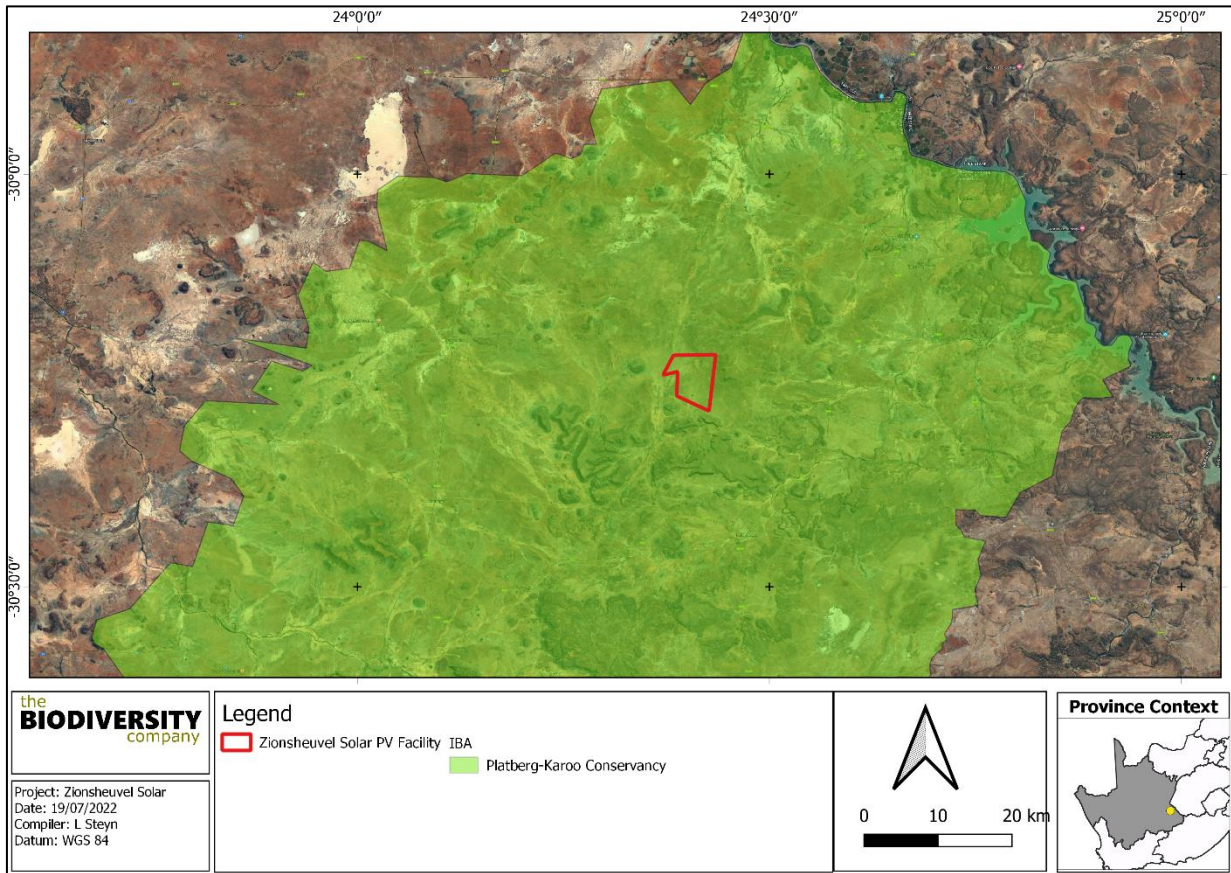 24°0′0″ 24°30′0″ 25°0′0″
-30°0′0″
-30°30′0″
the
BIODIVERSITY
company
Project: Zionsheuvel Solar
Date: 19/07/2022
Compiler: L Steyn
Datum: WGS 84
Legend
Zionsheuvel Solar PV Facility IBA
Platberg-Karoo Conservancy
0 10 20 km
Province Context